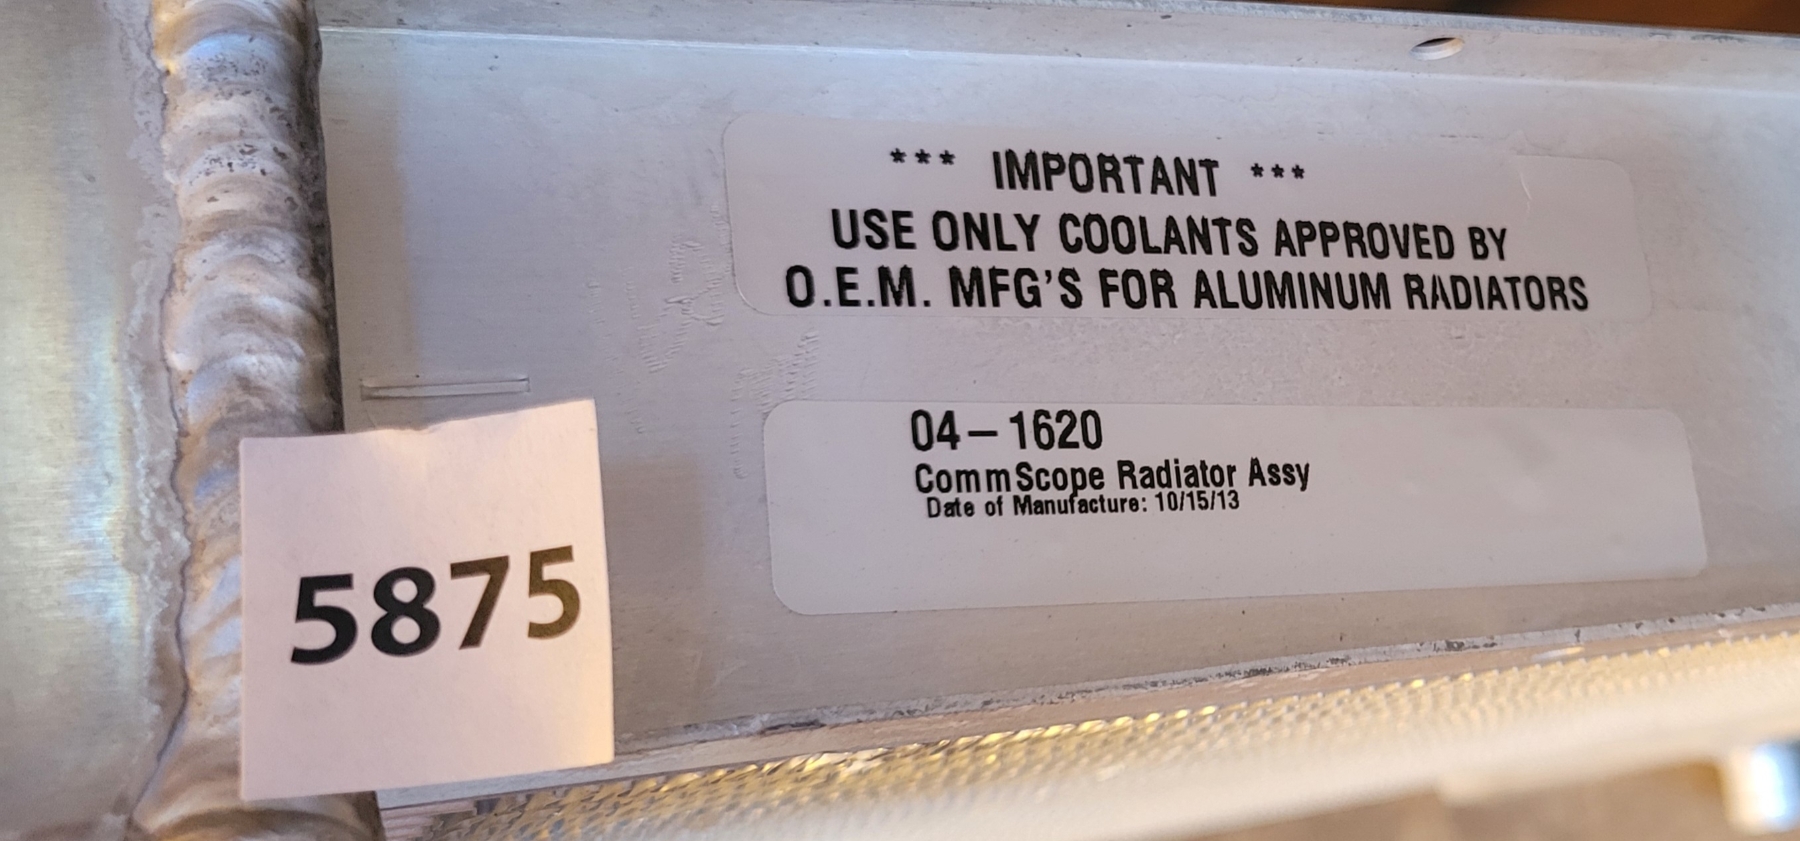 *** IMPORTANT ***
USE ONLY COOLANTS APPROVED BY
O.E.M. MFG'S FOR ALUMINUM RADIATORS
04-1620
CommScope Radiator Assy
Date of Manufacture: 10/15/13
5875